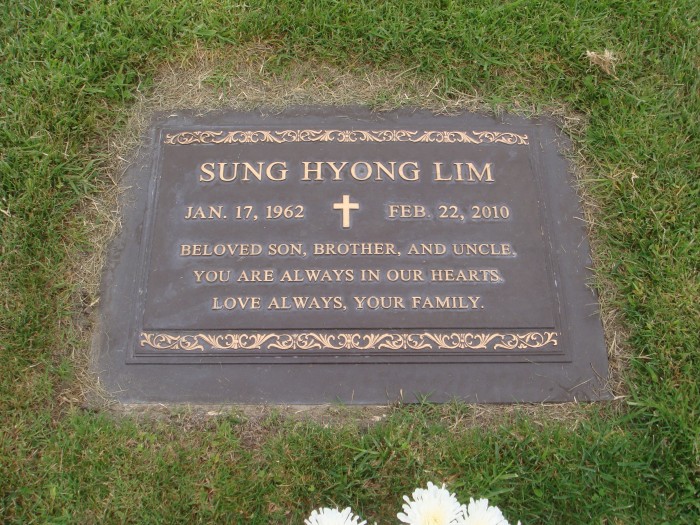 SUNG HYONG LIM
JAN. 17, 1962 FEB. 22, 2010
BELOVED SON, BROTHER, AND UNCLE,
YOU ARE ALWAYS IN OUR HEARTS.
LOVE ALWAYS, YOUR FAMILY.